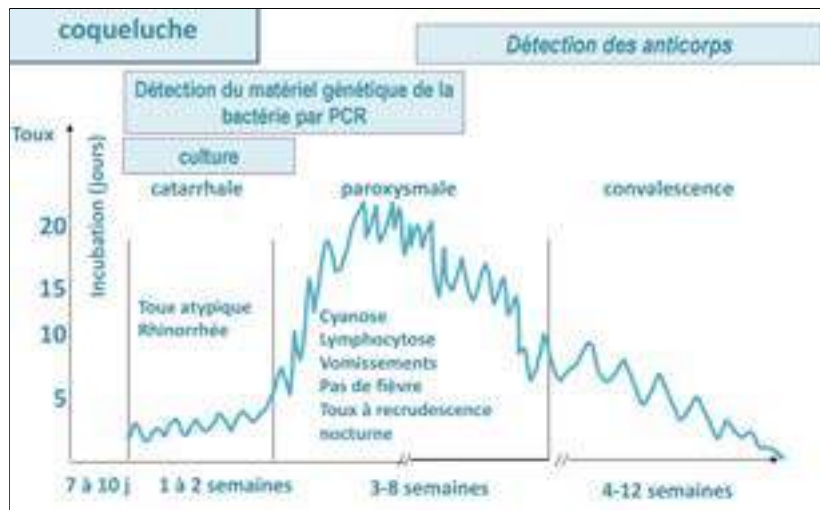 coqueluche
Détection des anticorps
Détection du matériel génétique de la
bactérie par PCR
culture
Toux
Incubation (jours)
catarrhale
paroxysmale
convalescence
20
15
10
5
Toux atypique
Rhinorrhée
Cyanose
Lymphocytose
Vomissements
Pas de fièvre
Toux à recrudescence
nocturne
7 à 10 j
1 à 2 semaines
3-8 semaines
4-12 semaines